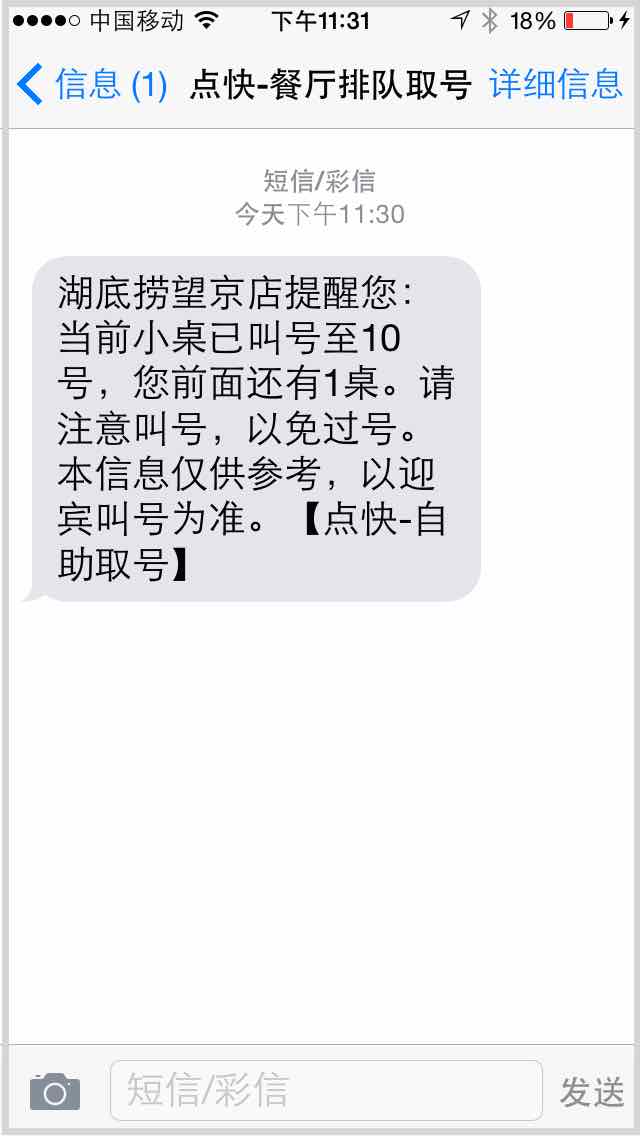 中国移动 下午11:31 18%
信息 (1) 点快-餐厅排队取号 详细信息
短信/彩信
今天下午11:30
湖底捞望京店提醒您：
当前小桌已叫号至10
号，您前面还有1桌。请
注意叫号，以免过号。
本信息仅供参考，以迎
宾叫号为准。【点快-自
助取号】
短信/彩信 发送